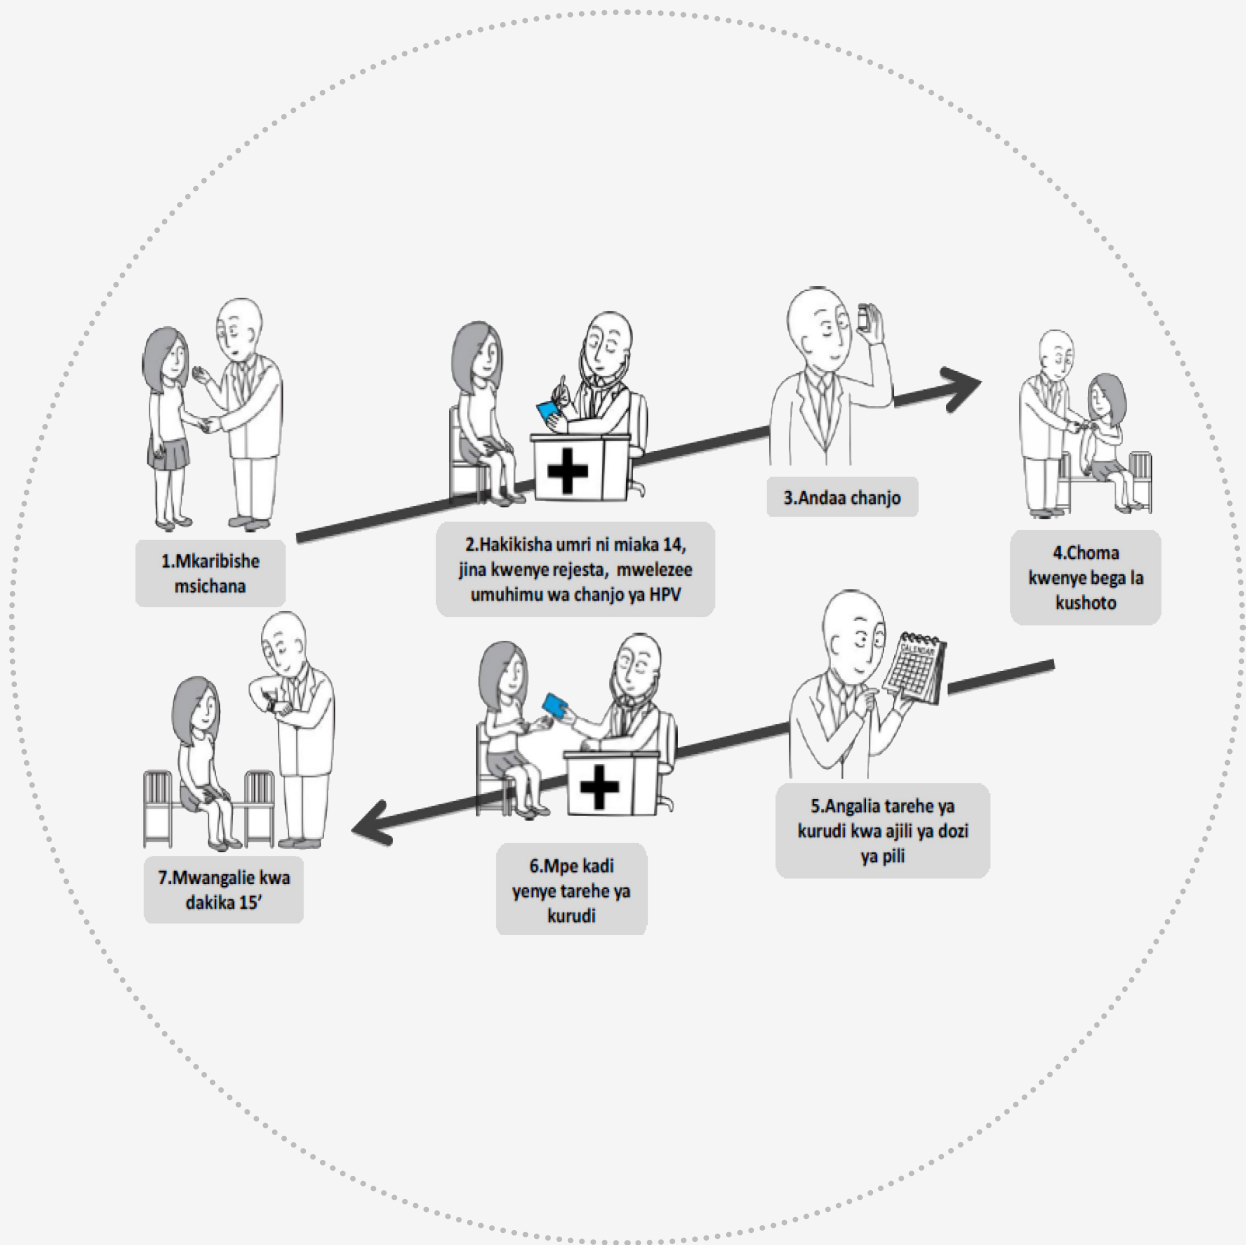 1.Mkaribishe
msichana
2.Hakikisha umri ni miaka 14,
jina kwenye rejesta, mwelezee
umuhimu wa chanjo ya HPV
3.Andaa chanjo
4.Choma
kwenye bega la
kushoto
CALENDAR
5.Angalia tarehe ya
kurudi kwa ajili ya dozi
ya pili
6.Mpe kadi
yenye tarehe ya
kurudi
7.Mwangalie kwa
dakika 15’